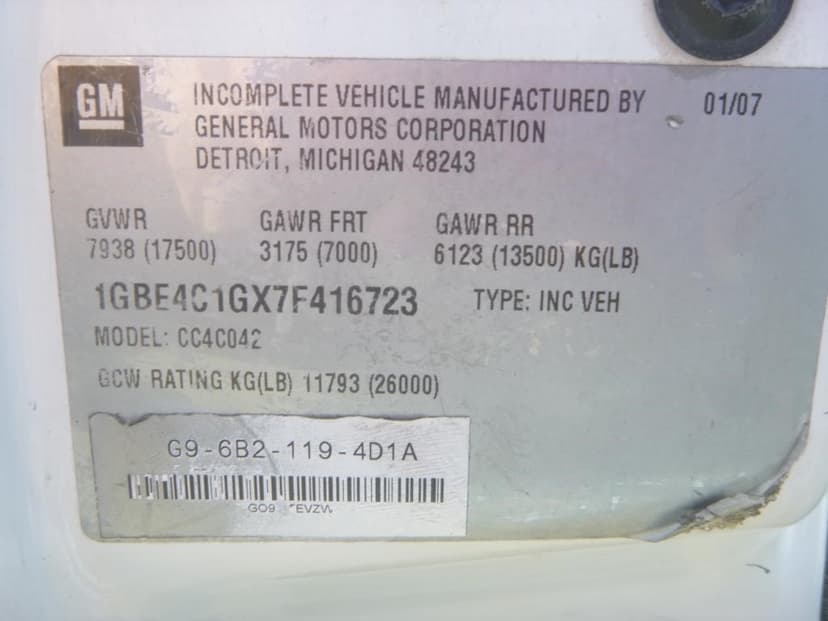 GM
INCOMPLETE VEHICLE MANUFACTURED BY 01/07
GENERAL MOTORS CORPORATION
DETROIT, MICHIGAN 48243
GVWR GAWR FRT GAWR RR
7938 (17500) 3175 (7000) 6123 (13500) KG(LB)
1GBE4C1GX7F416723 TYPE: INC VEH
MODEL: CC4C042
GCW RATING KG(LB) 11793 (26000)
G9-6B2-119-4D1A